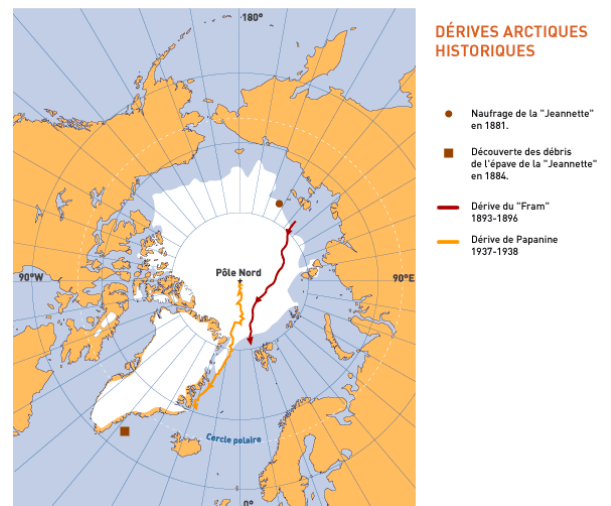 180°
DÉRIVES ARCTIQUES
HISTORIQUES
Naufrage de la "Jeannette"
en 1881.
Découverte des débris
de l'épave de la "Jeannette"
en 1884.
Dérive du "Fram"
1893-1896
Dérive de Papanine
1937-1938
Pôle Nord
90°W
90°E
Cercle polaire
0°